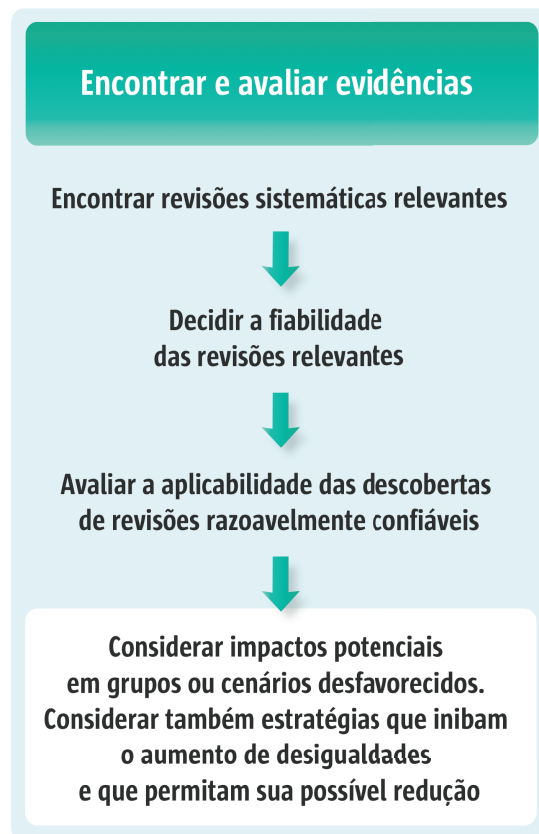 Encontrar e avaliar evidências
Encontrar revisões sistemáticas relevantes
Decidir a fiabilidade
das revisões relevantes
Avaliar a aplicabilidade das descobertas
de revisões razoavelmente confiáveis
Considerar impactos potenciais
em grupos ou cenários desfavorecidos.
Considerar também estratégias que inibam
o aumento de desigualdades
e que permitam sua possível redução